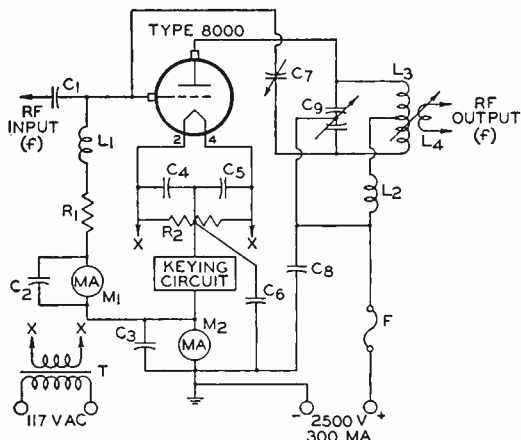 TYPE 8000
C1
RF
INPUT
(f)
C7
L3
C9
RF
OUTPUT
(f)
L4
L1
2
4
C4
C5
L2
R1
X
R2
X
KEYING
CIRCUIT
C2
MA
M1
C6
C8
X
X
C3
M2
MA
F
T
117 V AC
-
+
2500 V
300 MA